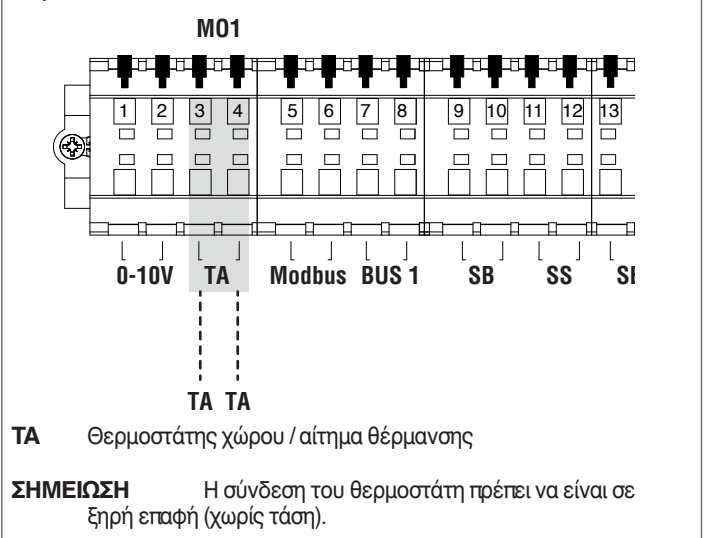 M01
1 2 3 4 5 6 7 8 9 10 11 12 13
0-10V TA Modbus BUS 1 SB SS
TA TA
TA Θερμοστάτης χώρου / αίτημα θέρμανσης
ΣΗΜΕΙΩΣΗ Η σύνδεση του θερμοστάτη πρέπει να είναι σε
ξηρή επαφή (χωρίς τάση).